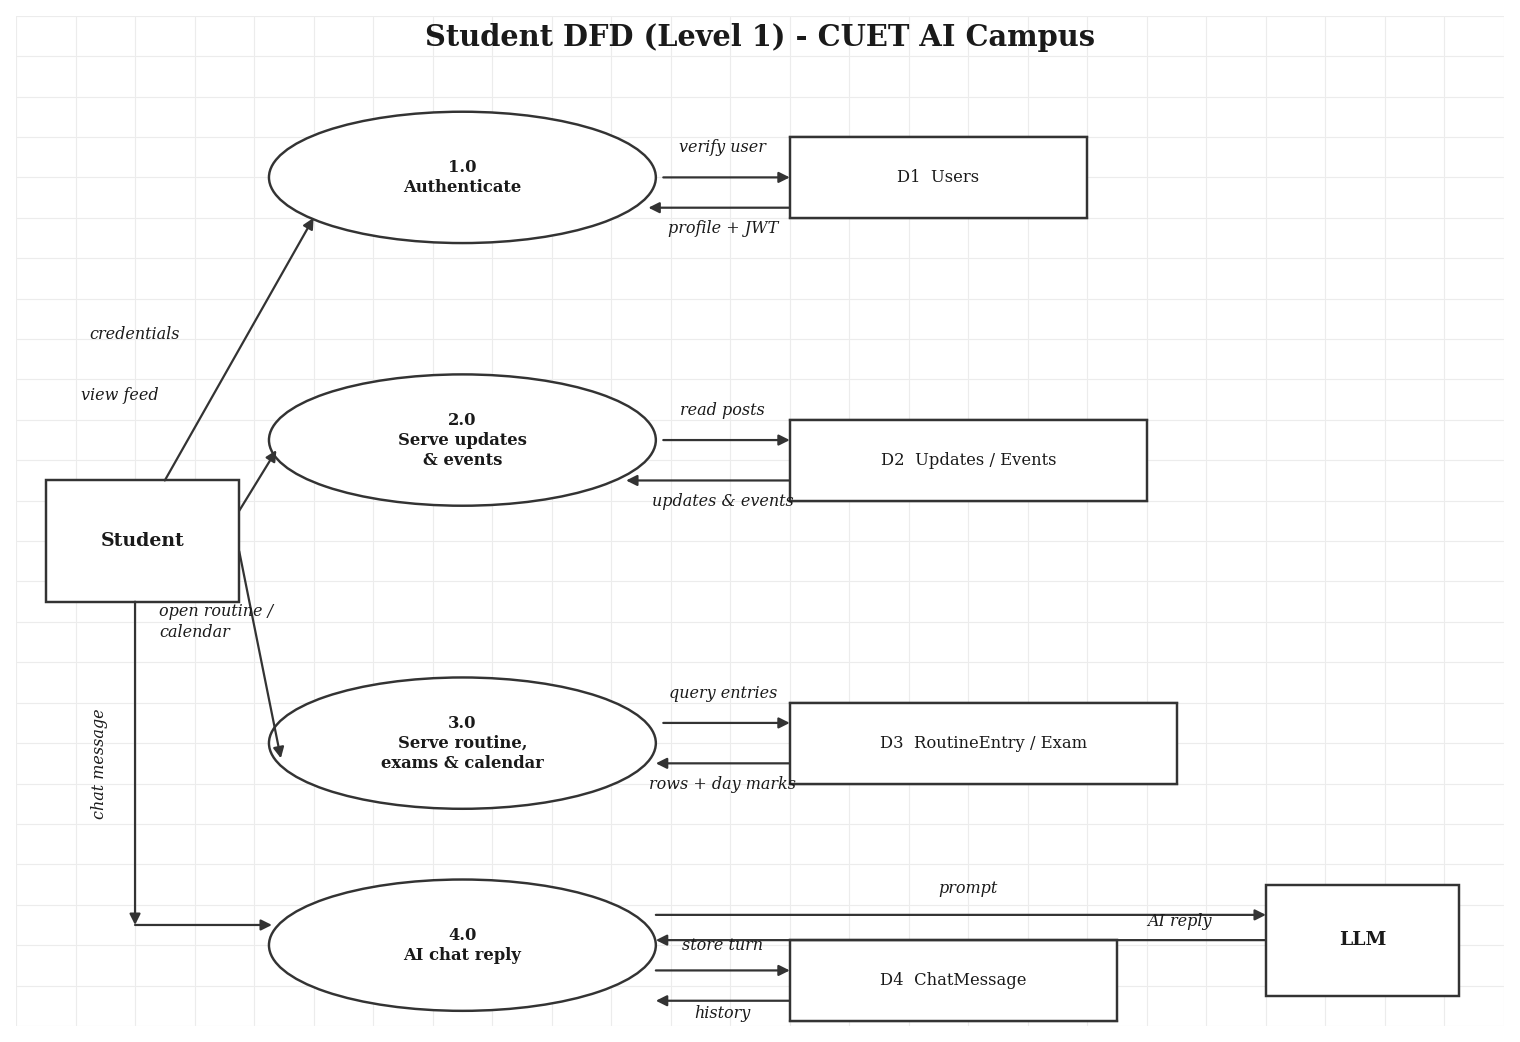 Student DFD (Level 1) - CUET AI Campus
1.0
Authenticate
verify user
D1  Users
profile + JWT
credentials
view feed
2.0
Serve updates
& events
read posts
D2  Updates / Events
updates & events
Student
open routine /
calendar
chat message
3.0
Serve routine,
exams & calendar
query entries
D3  RoutineEntry / Exam
rows + day marks
4.0
AI chat reply
prompt
AI reply
LLM
store turn
D4  ChatMessage
history